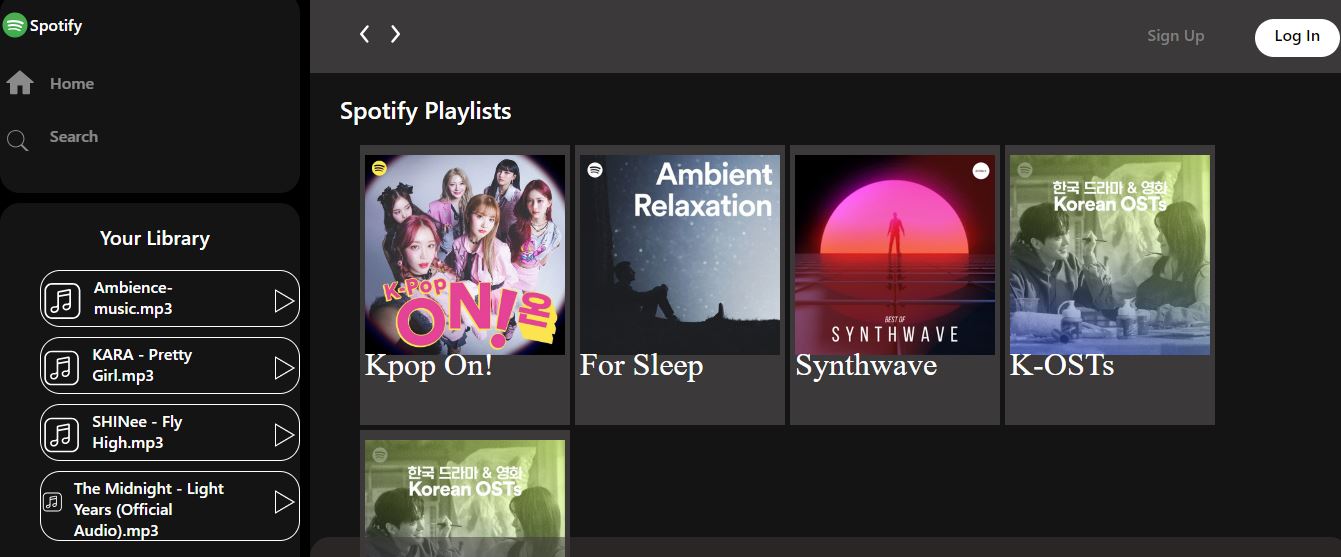 Spotify
Home
Search
Your Library
Ambience-
music.mp3
KARA - Pretty
Girl.mp3
SHINee - Fly
High.mp3
The Midnight - Light
Years (Official
Audio).mp3
Sign Up
Log In
Spotify Playlists
K-Pop
ON!온
Kpop On!
Ambient
Relaxation
For Sleep
BEST OF
SYNTHWAVE
Synthwave
한국 드라마 & 영화
Korean OSTs
K-OSTs
한국 드라마 & 영화
Korean OSTs